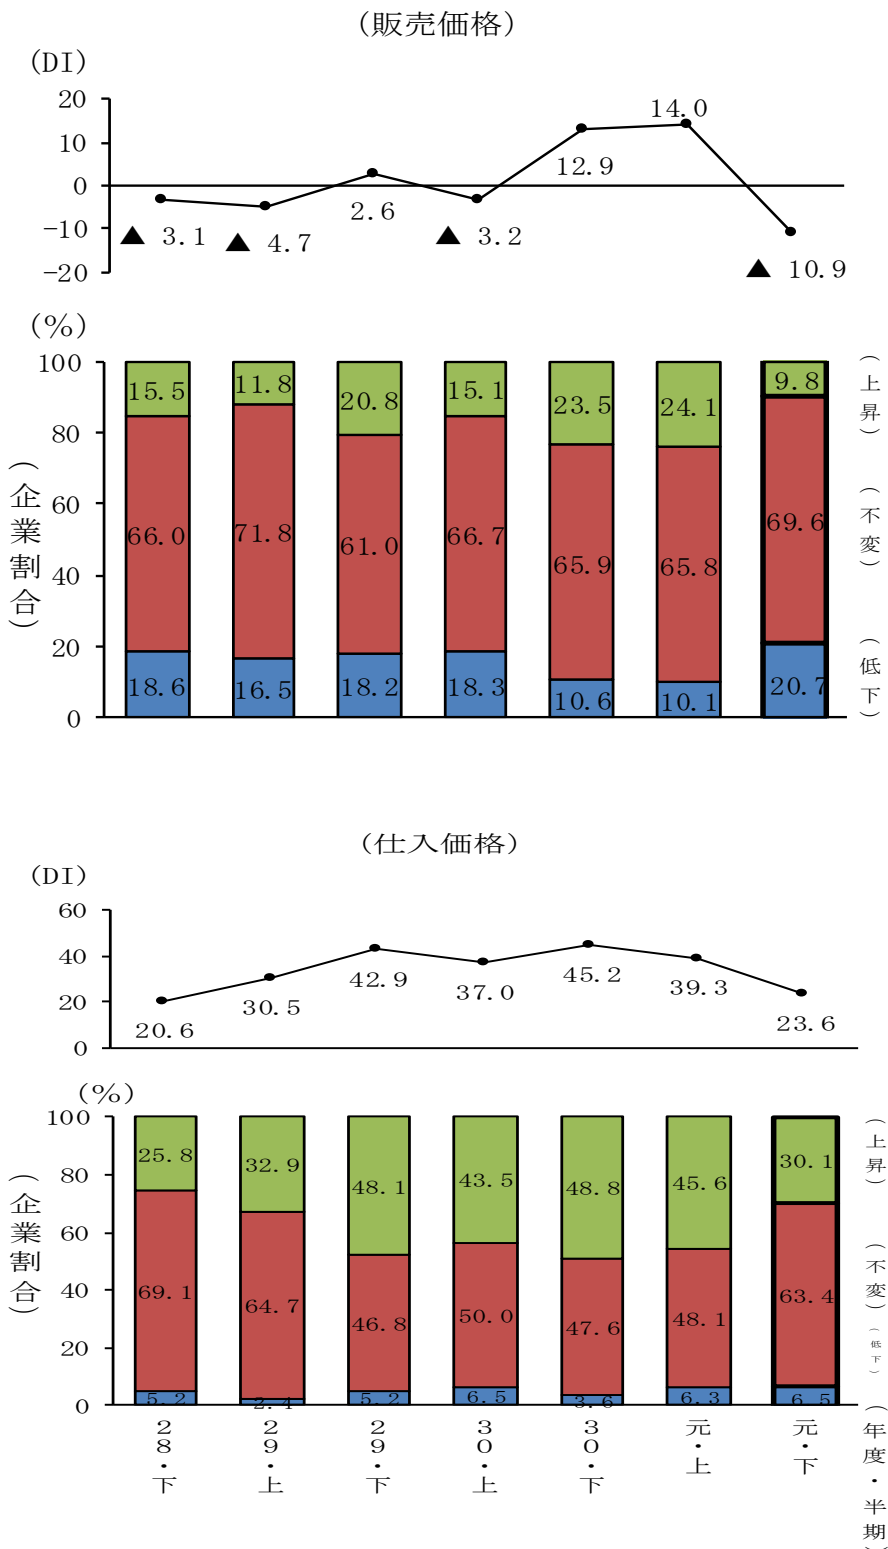 (販売価格)
(DI)
20
10
0
-10
-20
▲ 3.1
▲ 4.7
2.6
▲ 3.2
12.9
14.0
▲ 10.9
(%)
(企業割合)
100
80
60
40
20
0
15.5 11.8 20.8 15.1 23.5 24.1 9.8
66.0 71.8 61.0 66.7 65.9 65.8 69.6
18.6 16.5 18.2 18.3 10.6 10.1 20.7
(上昇)
(不変)
(低下)
(仕入価格)
(DI)
60
40
20
0
20.6 30.5 42.9 37.0 45.2 39.3 23.6
(%)
(企業割合)
100
80
60
40
20
0
25.8 32.9 48.1 43.5 48.8 45.6 30.1
69.1 64.7 46.8 50.0 47.6 48.1 63.4
5.2 2.4 5.2 6.5 3.6 6.3 6.5
(上昇)
(不変)
(低下)
28・下
29・上
29・下
30・上
30・下
元・上
元・下
(年度・半期)